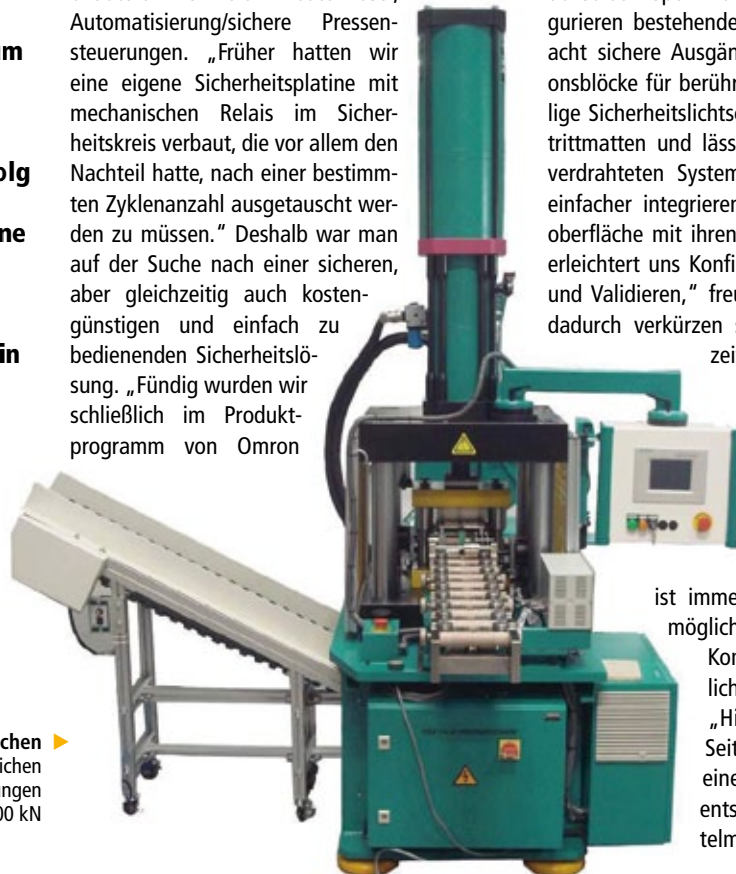 olg
ne
in
Automatisierung/sichere Pressen-
steuerungen. „Früher hatten wir
eine eigene Sicherheitsplatine mit
mechanischen Relais im Sicher-
heitskreis verbaut, die vor allem den
Nachteil hatte, nach einer bestimm-
ten Zyklenanzahl ausgetauscht wer-
den zu müssen.“ Deshalb war man
auf der Suche nach einer sicheren,
aber gleichzeitig auch kosten-
günstigen und einfach zu
bedienenden Sicherheitslö-
sung. „Fündig wurden wir
schließlich im Produkt-
programm von Omron
gurieren bestehende
acht sichere Ausgän
onsblöcke für berühr
lige Sicherheitslichtsc
trittmatten und läss
verdrahteten System
einfacher integrieren
oberfläche mit ihren
erleichtert uns Konfi
und Validieren,“ freu
dadurch verkürzen s
zei
ist imme
möglich
Kor
lich
„Hi
Seit
eine
ents
telm
chen
ichen
ngen
00 kN